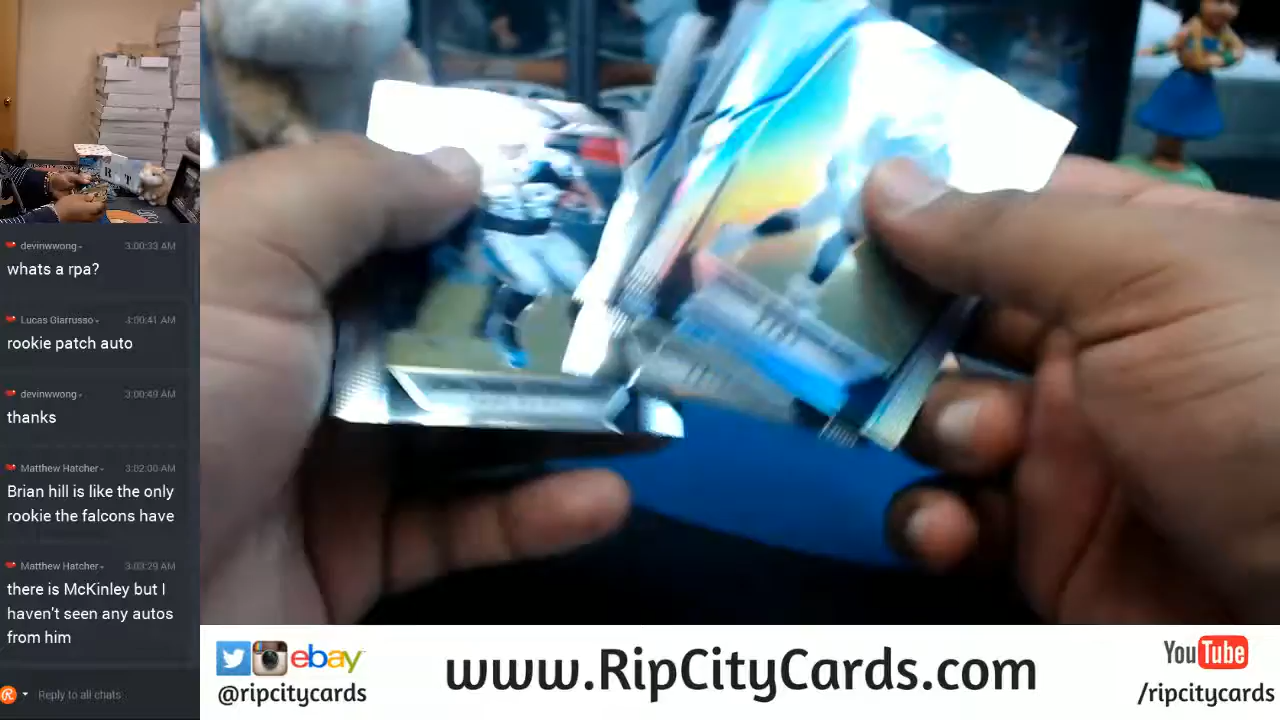 devinwwong 3:00:33 AM
whats a rpa?
Lucas Giarrusso 3:00:41 AM
rookie patch auto
devinwwong 3:00:49 AM
thanks
Matthew Hatcher 3:02:00 AM
Brian hill is like the only
rookie the falcons have
Matthew Hatcher 3:03:29 AM
there is McKinley but I
haven't seen any autos
from him
Reply to all chats
ebay
@ripcitycards
www.RipCityCards.com
YouTube
/ripcitycards